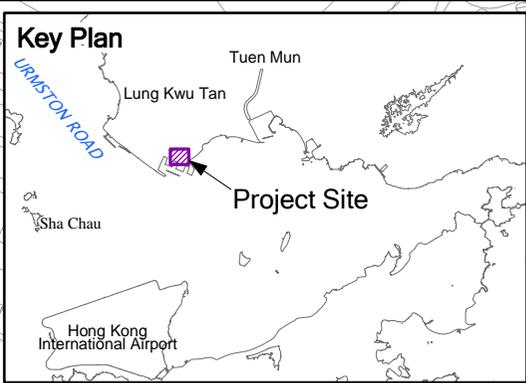 Key Plan
URMSTON ROAD
Tuen Mun
Lung Kwu Tan
Project Site
Sha Chau
Hong Kong
International Airport